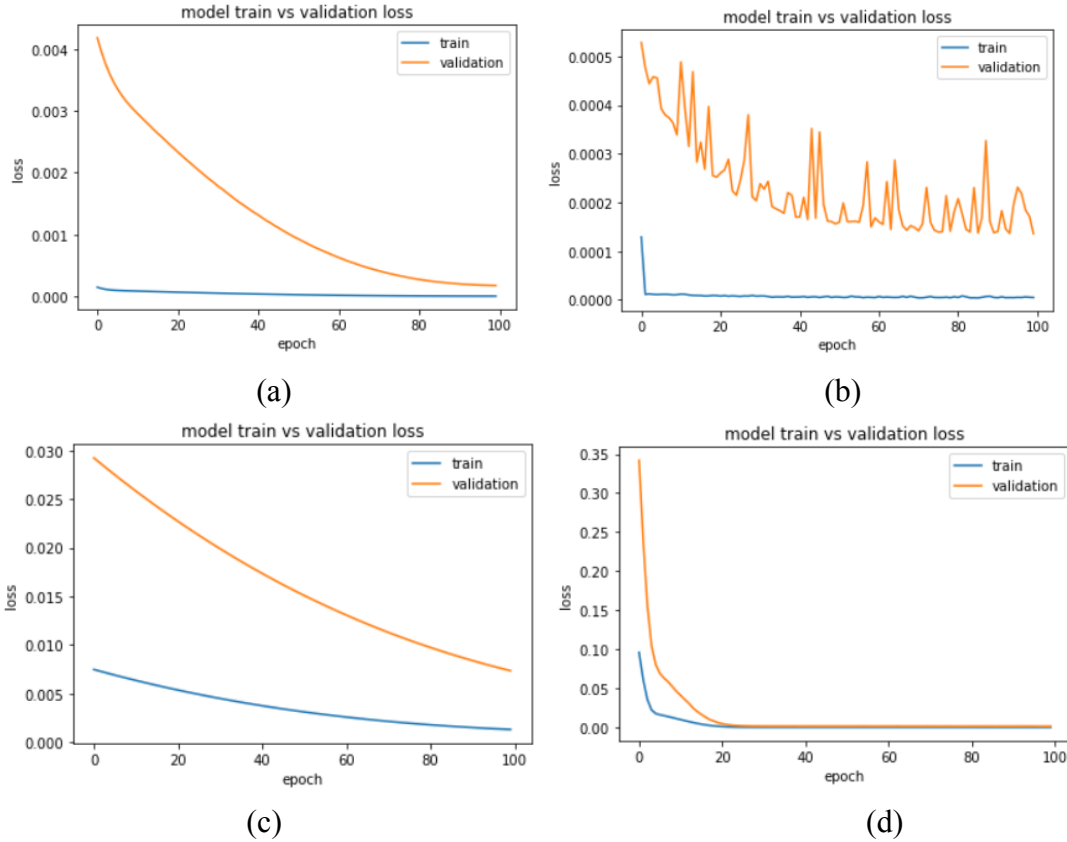 model train vs validation loss
train
validation
0.004
0.003
0.002
0.001
0.000
loss
0 20 40 60 80 100
epoch
(a)
model train vs validation loss
train
validation
0.0005
0.0004
0.0003
0.0002
0.0001
0.0000
loss
0 20 40 60 80 100
epoch
(b)
model train vs validation loss
train
validation
0.030
0.025
0.020
0.015
0.010
0.005
0.000
loss
0 20 40 60 80 100
epoch
(c)
model train vs validation loss
train
validation
0.35
0.30
0.25
0.20
0.15
0.10
0.05
0.00
loss
0 20 40 60 80 100
epoch
(d)